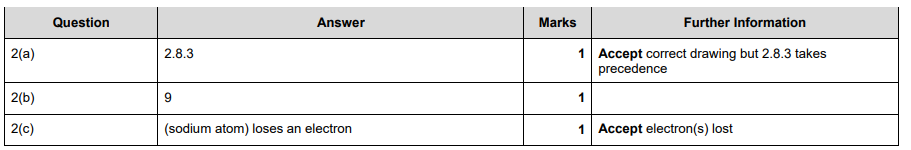 Question Answer Marks Further Information
2(a) 2.8.3 1 Accept correct drawing but 2.8.3 takes
precedence
2(b) 9 1
2(c) (sodium atom) loses an electron 1 Accept electron(s) lost